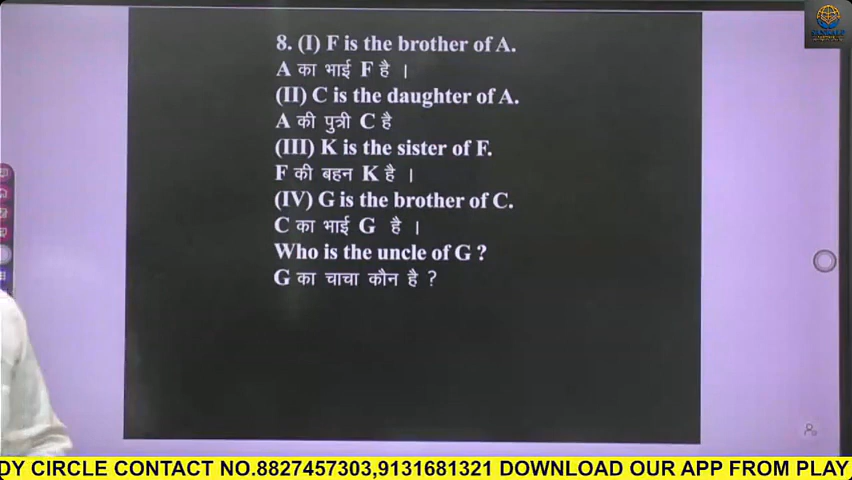 8. (I) F is the brother of A.
A का भाई F है ।
(II) C is the daughter of A.
A की पुत्री C है
(III) K is the sister of F.
F की बहन K है ।
(IV) G is the brother of C.
C का भाई G है ।
Who is the uncle of G ?
G का चाचा कौन है ?
DY CIRCLE CONTACT NO.8827457303,9131681321 DOWNLOAD OUR APP FROM PLAY